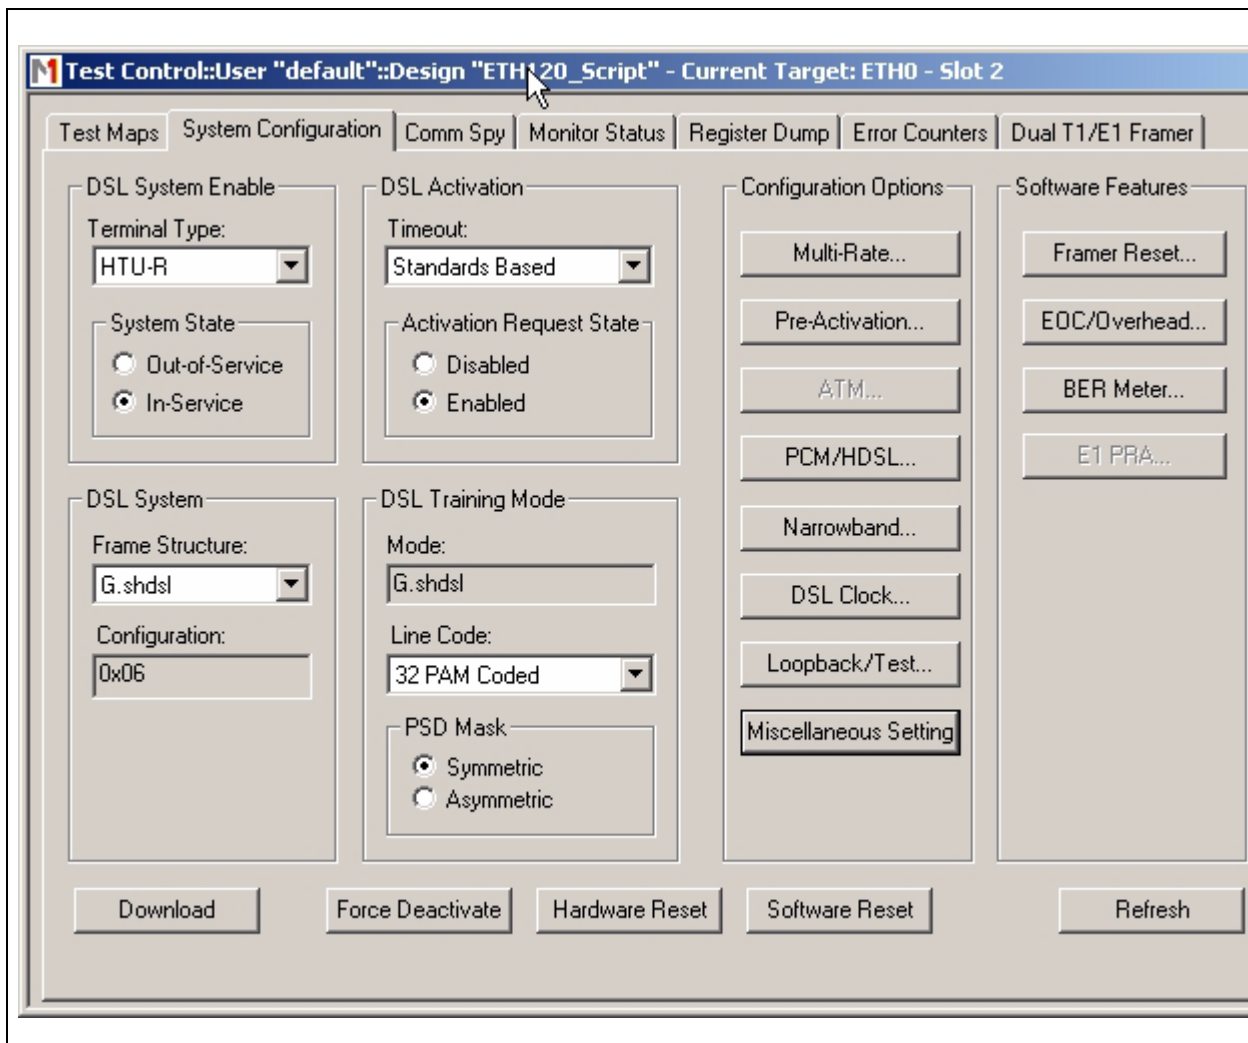 Test Control::User "default"::Design "ETH120_Script" - Current Target: ETH0 - Slot 2
Test Maps
System Configuration
Comm Spy
Monitor Status
Register Dump
Error Counters
Dual T1/E1 Framer
DSL System Enable
Terminal Type:
HTU-R
System State
Out-of-Service
In-Service
DSL Activation
Timeout:
Standards Based
Activation Request State
Disabled
Enabled
DSL System
Frame Structure:
G.shdsl
Configuration:
0x06
DSL Training Mode
Mode:
G.shdsl
Line Code:
32 PAM Coded
PSD Mask
Symmetric
Asymmetric
Configuration Options
Multi-Rate...
Pre-Activation...
ATM...
PCM/HDSL...
Narrowband...
DSL Clock...
Loopback/Test...
Miscellaneous Setting
Software Features
Framer Reset...
EOC/Overhead...
BER Meter...
E1 PRA...
Download
Force Deactivate
Hardware Reset
Software Reset
Refresh